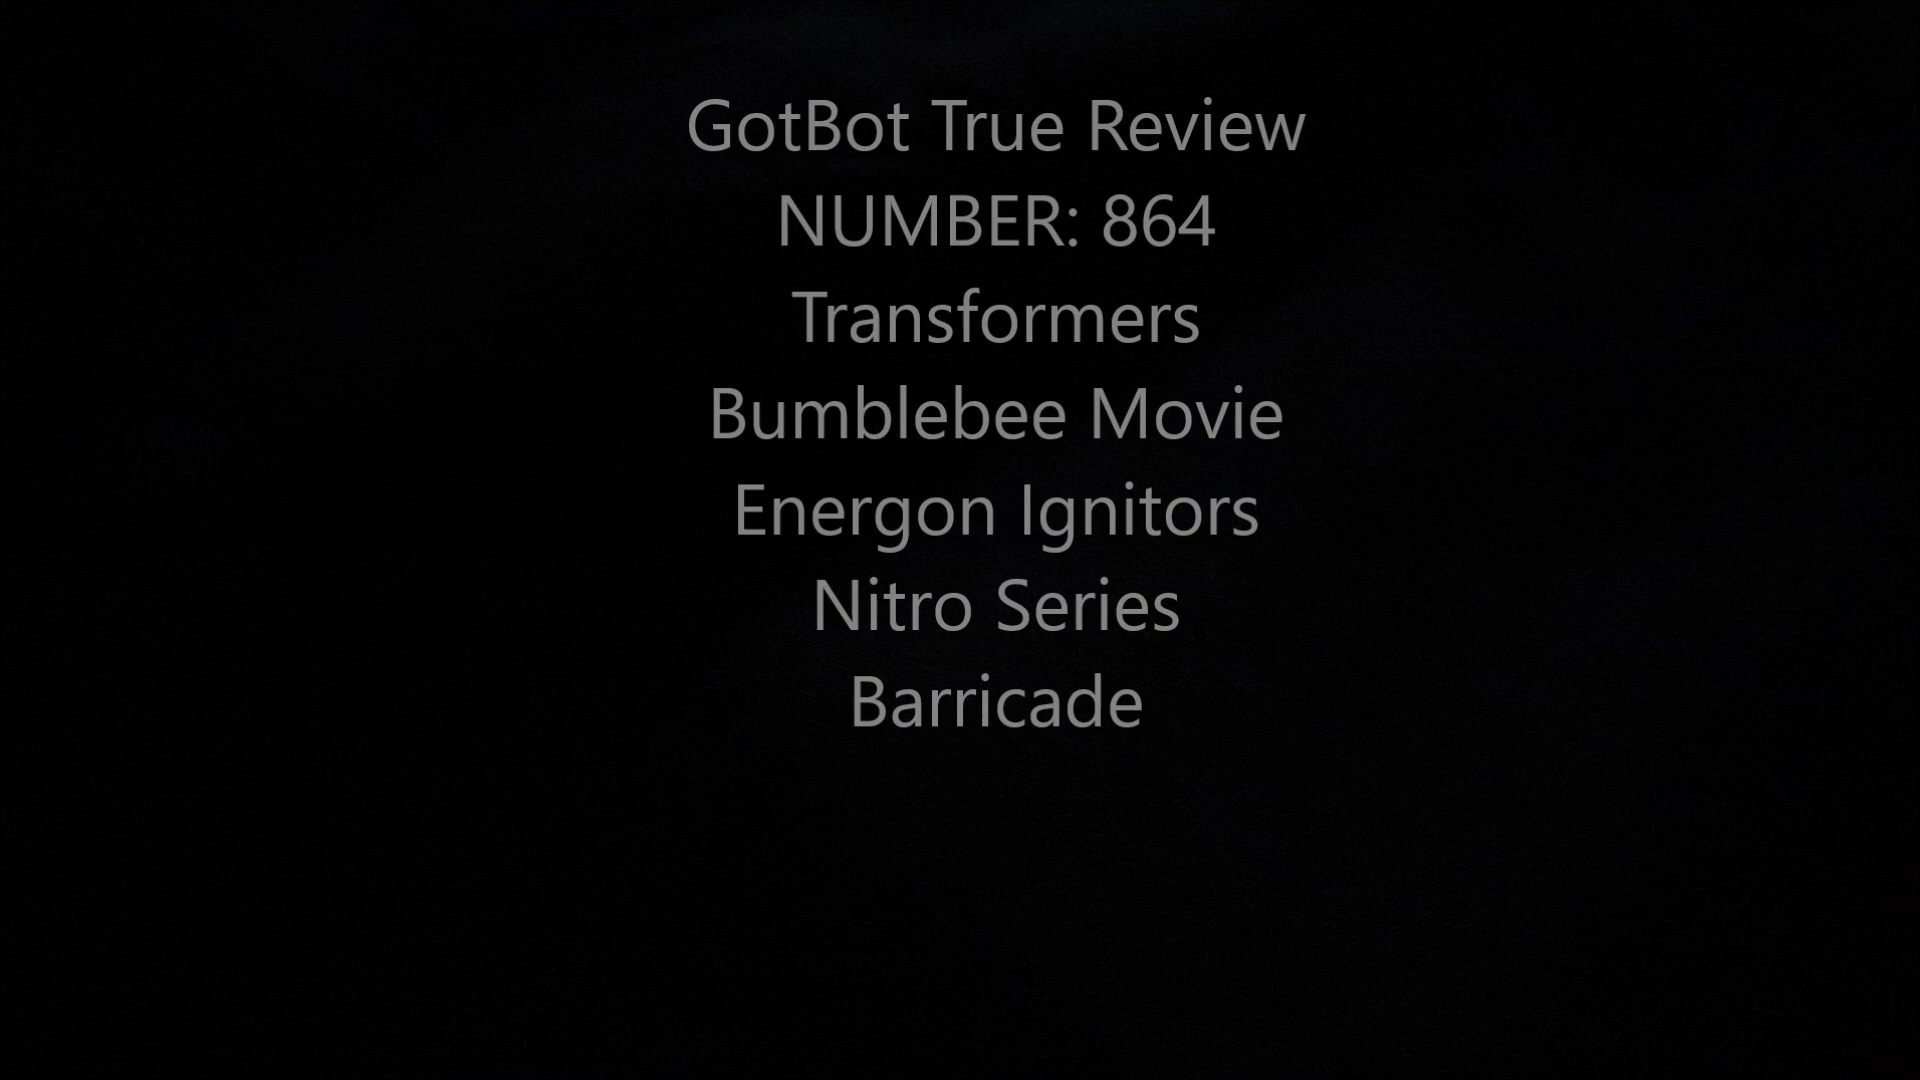 GotBot True Review
NUMBER: 864
Transformers
Bumblebee Movie
Energon Ignitors
Nitro Series
Barricade